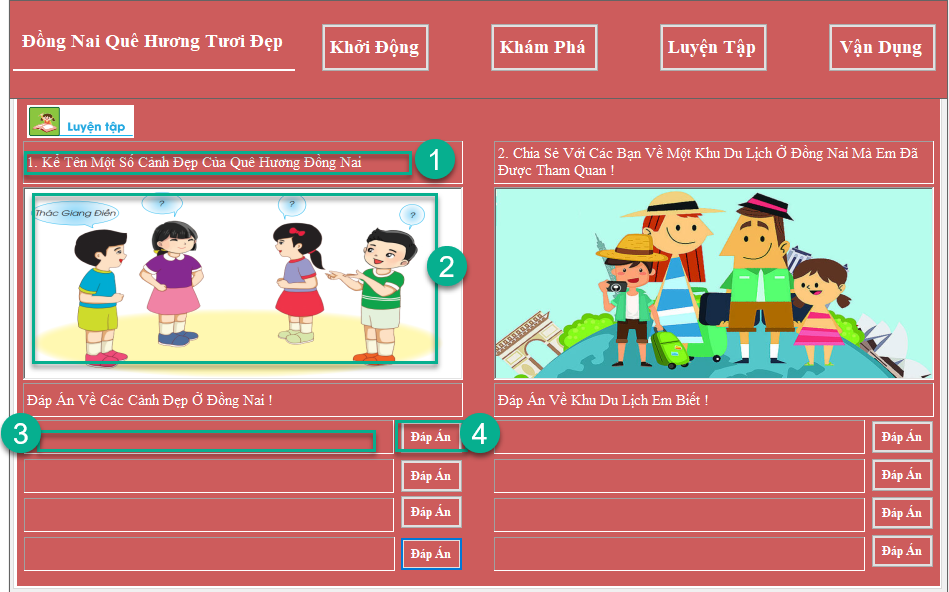 Đồng Nai Quê Hương Tươi Đẹp
Khởi Động
Khám Phá
Luyện Tập
Vận Dụng
Luyện tập
1. Kể Tên Một Số Cảnh Đẹp Của Quê Hương Đồng Nai
1
2. Chia Sẻ Với Các Bạn Về Một Khu Du Lịch Ở Đồng Nai Mà Em Đã
Được Tham Quan !
Thác Giang Điền
?
?
?
2
Đáp Án Về Các Cảnh Đẹp Ở Đồng Nai !
Đáp Án Về Khu Du Lịch Em Biết !
3
Đáp Án
4
Đáp Án
Đáp Án
Đáp Án
Đáp Án
Đáp Án
Đáp Án
Đáp Án